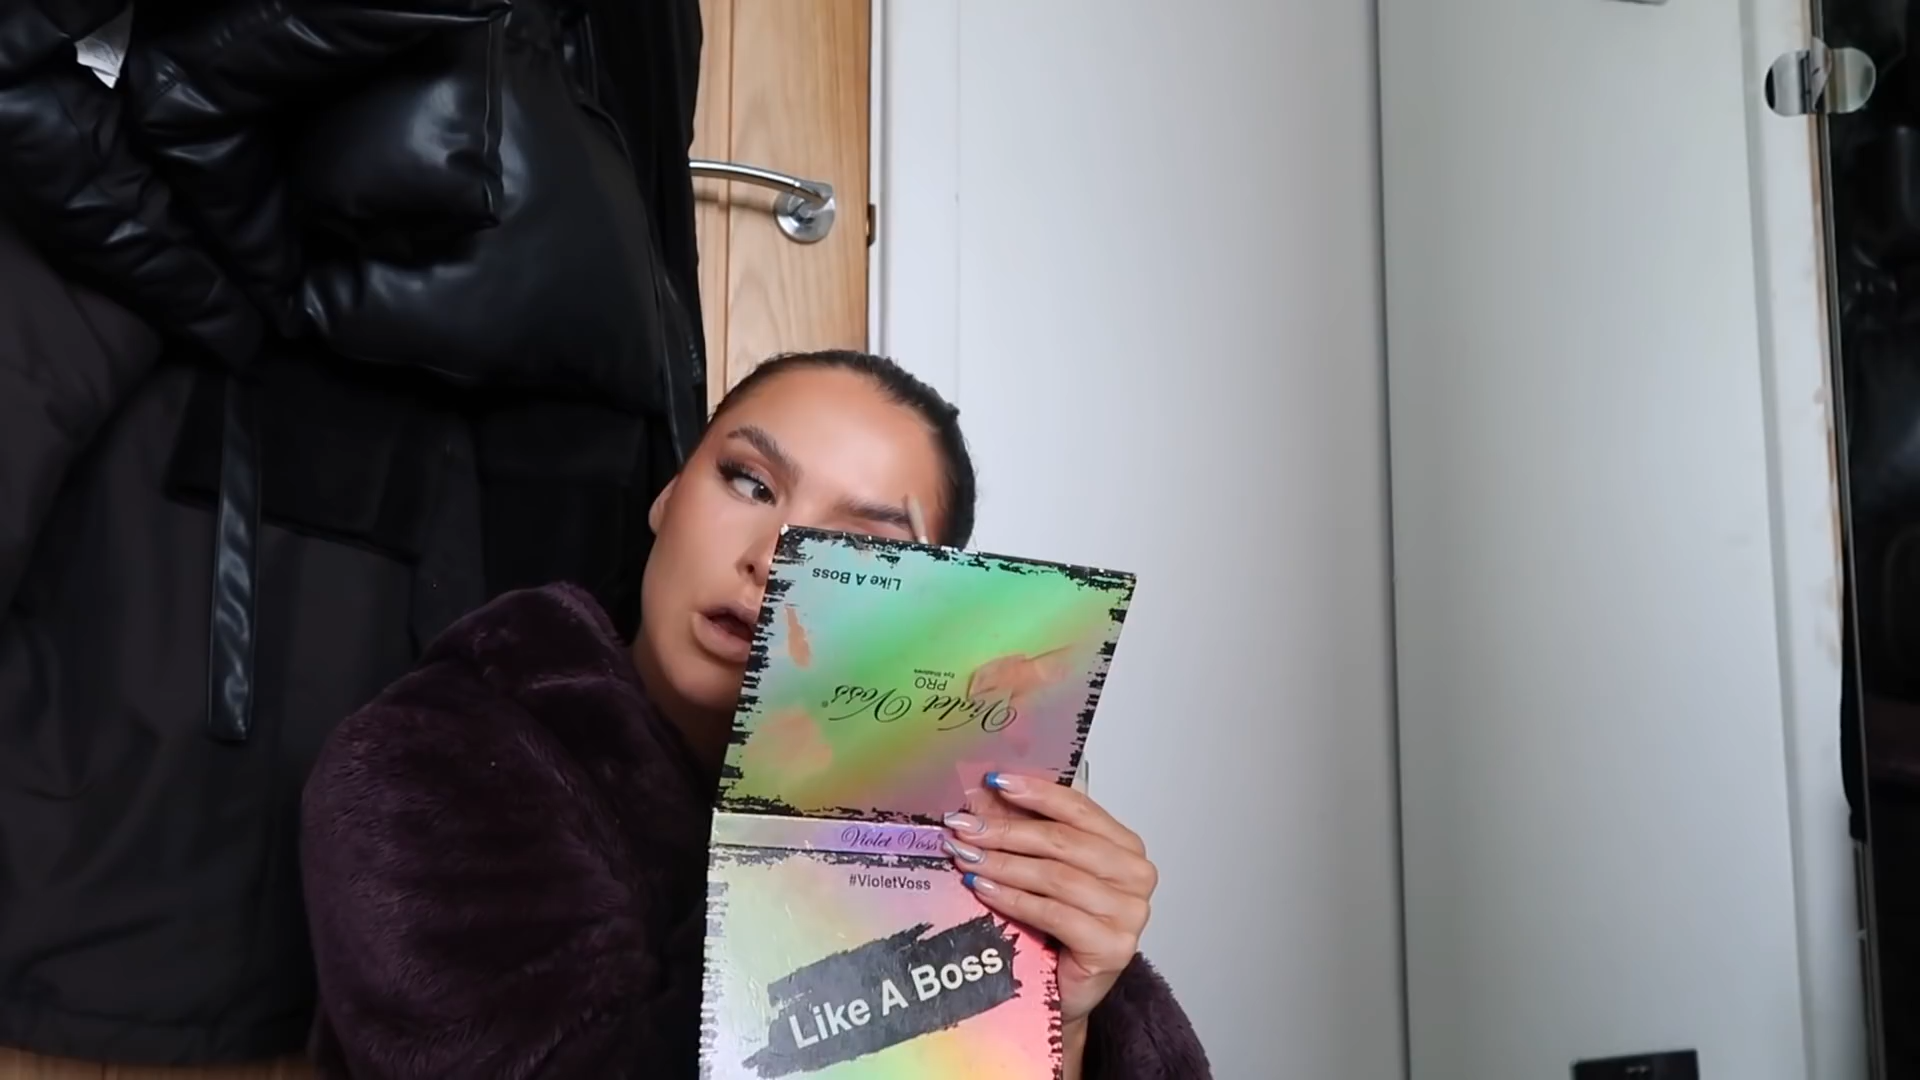 Like A Boss
Violet Voss®
PRO
Eye Shadows
Violet Voss
#VioletVoss
Like A Boss